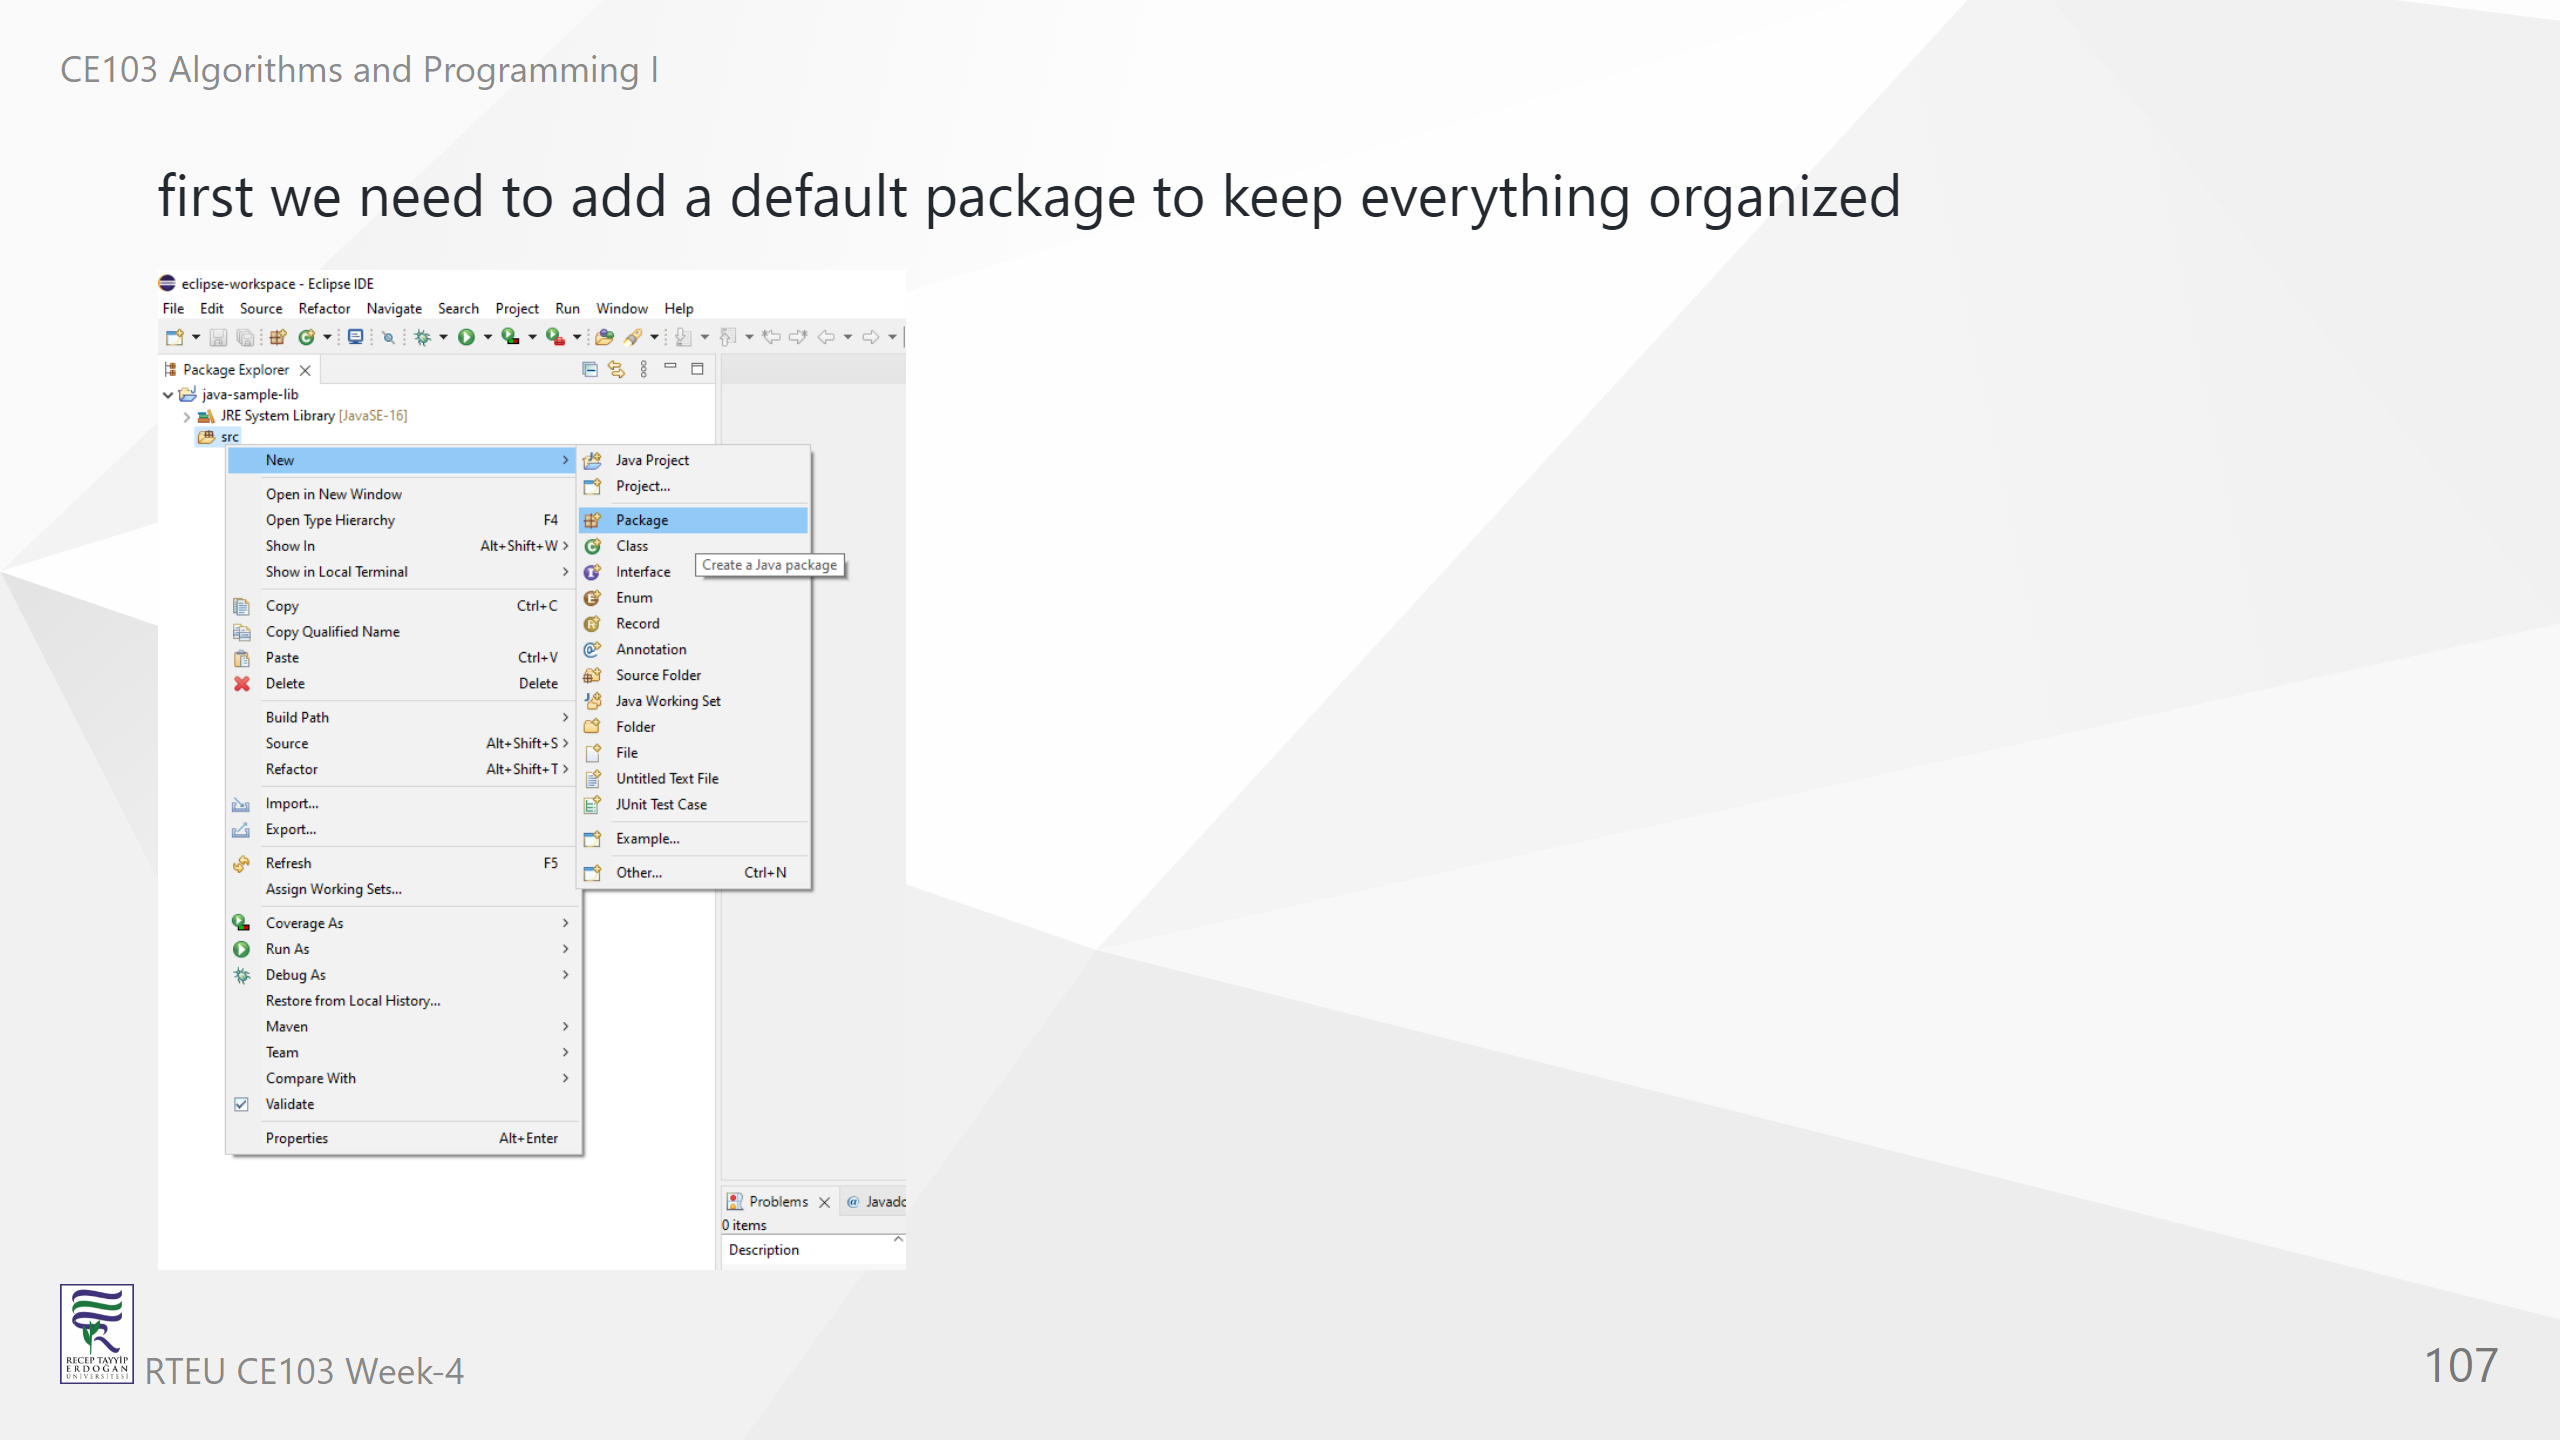 CE103 Algorithms and Programming I
first we need to add a default package to keep everything organized
eclipse-workspace - Eclipse IDE
File Edit Source Refactor Navigate Search Project Run Window Help
Package Explorer
java-sample-lib
JRE System Library [JavaSE-16]
src
New
Open in New Window
Open Type Hierarchy F4
Show In Alt+Shift+W
Show in Local Terminal
Copy Ctrl+C
Copy Qualified Name
Paste Ctrl+V
Delete Delete
Build Path
Source Alt+Shift+S
Refactor Alt+Shift+T
Import...
Export...
Refresh F5
Assign Working Sets...
Coverage As
Run As
Debug As
Restore from Local History...
Maven
Team
Compare With
Validate
Properties Alt+Enter
Java Project
Project...
Package
Class
Create a Java package
Interface
Enum
Record
Annotation
Source Folder
Java Working Set
Folder
File
Untitled Text File
JUnit Test Case
Example...
Other... Ctrl+N
Problems @ Javado
0 items
Description
RECEP TAYYİP
ERDOĞAN
ÜNİVERSİTESİ
RTEU CE103 Week-4
107